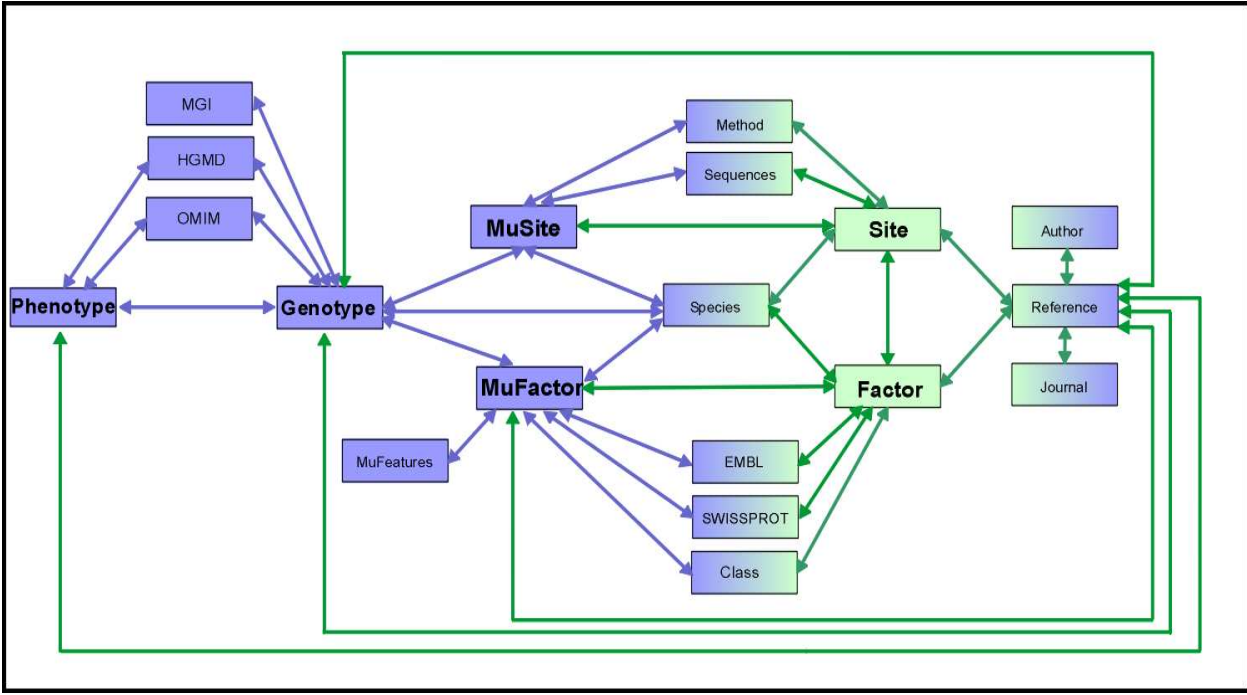 MGI
HGMD
OMIM
Phenotype
Genotype
MuSite
MuFactor
MuFeatures
Method
Sequences
Species
EMBL
SWISSPROT
Class
Site
Factor
Author
Reference
Journal